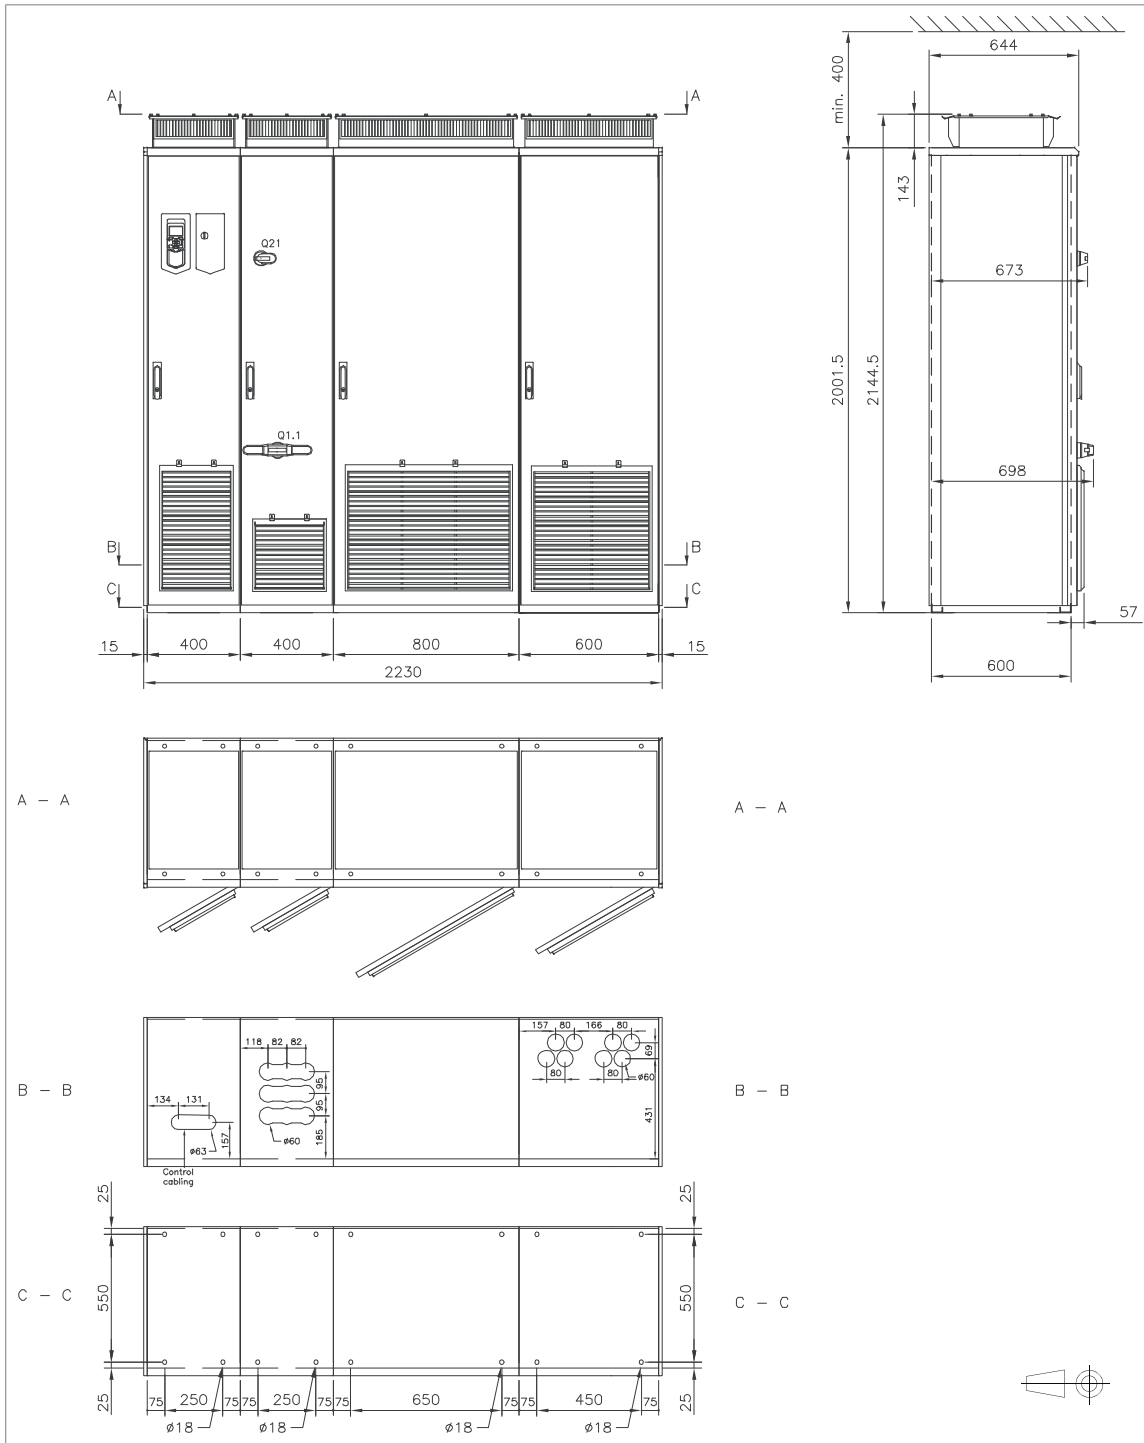 644
min. 400
A
A
143
Q21
673
2001.5
2144.5
Q1.1
698
B
B
C
C
57
15
400
400
800
600
15
2230
600
A – A
A – A
157
80
166
80
118
82
82
69
80
80
ø60
95
B – B
B – B
134
131
95
431
157
185
ø63
ø60
Control
cabling
25
25
C – C
550
550
C – C
25
25
75
250
75
75
250
75
75
650
75
75
450
75
ø18
ø18
ø18
ø18